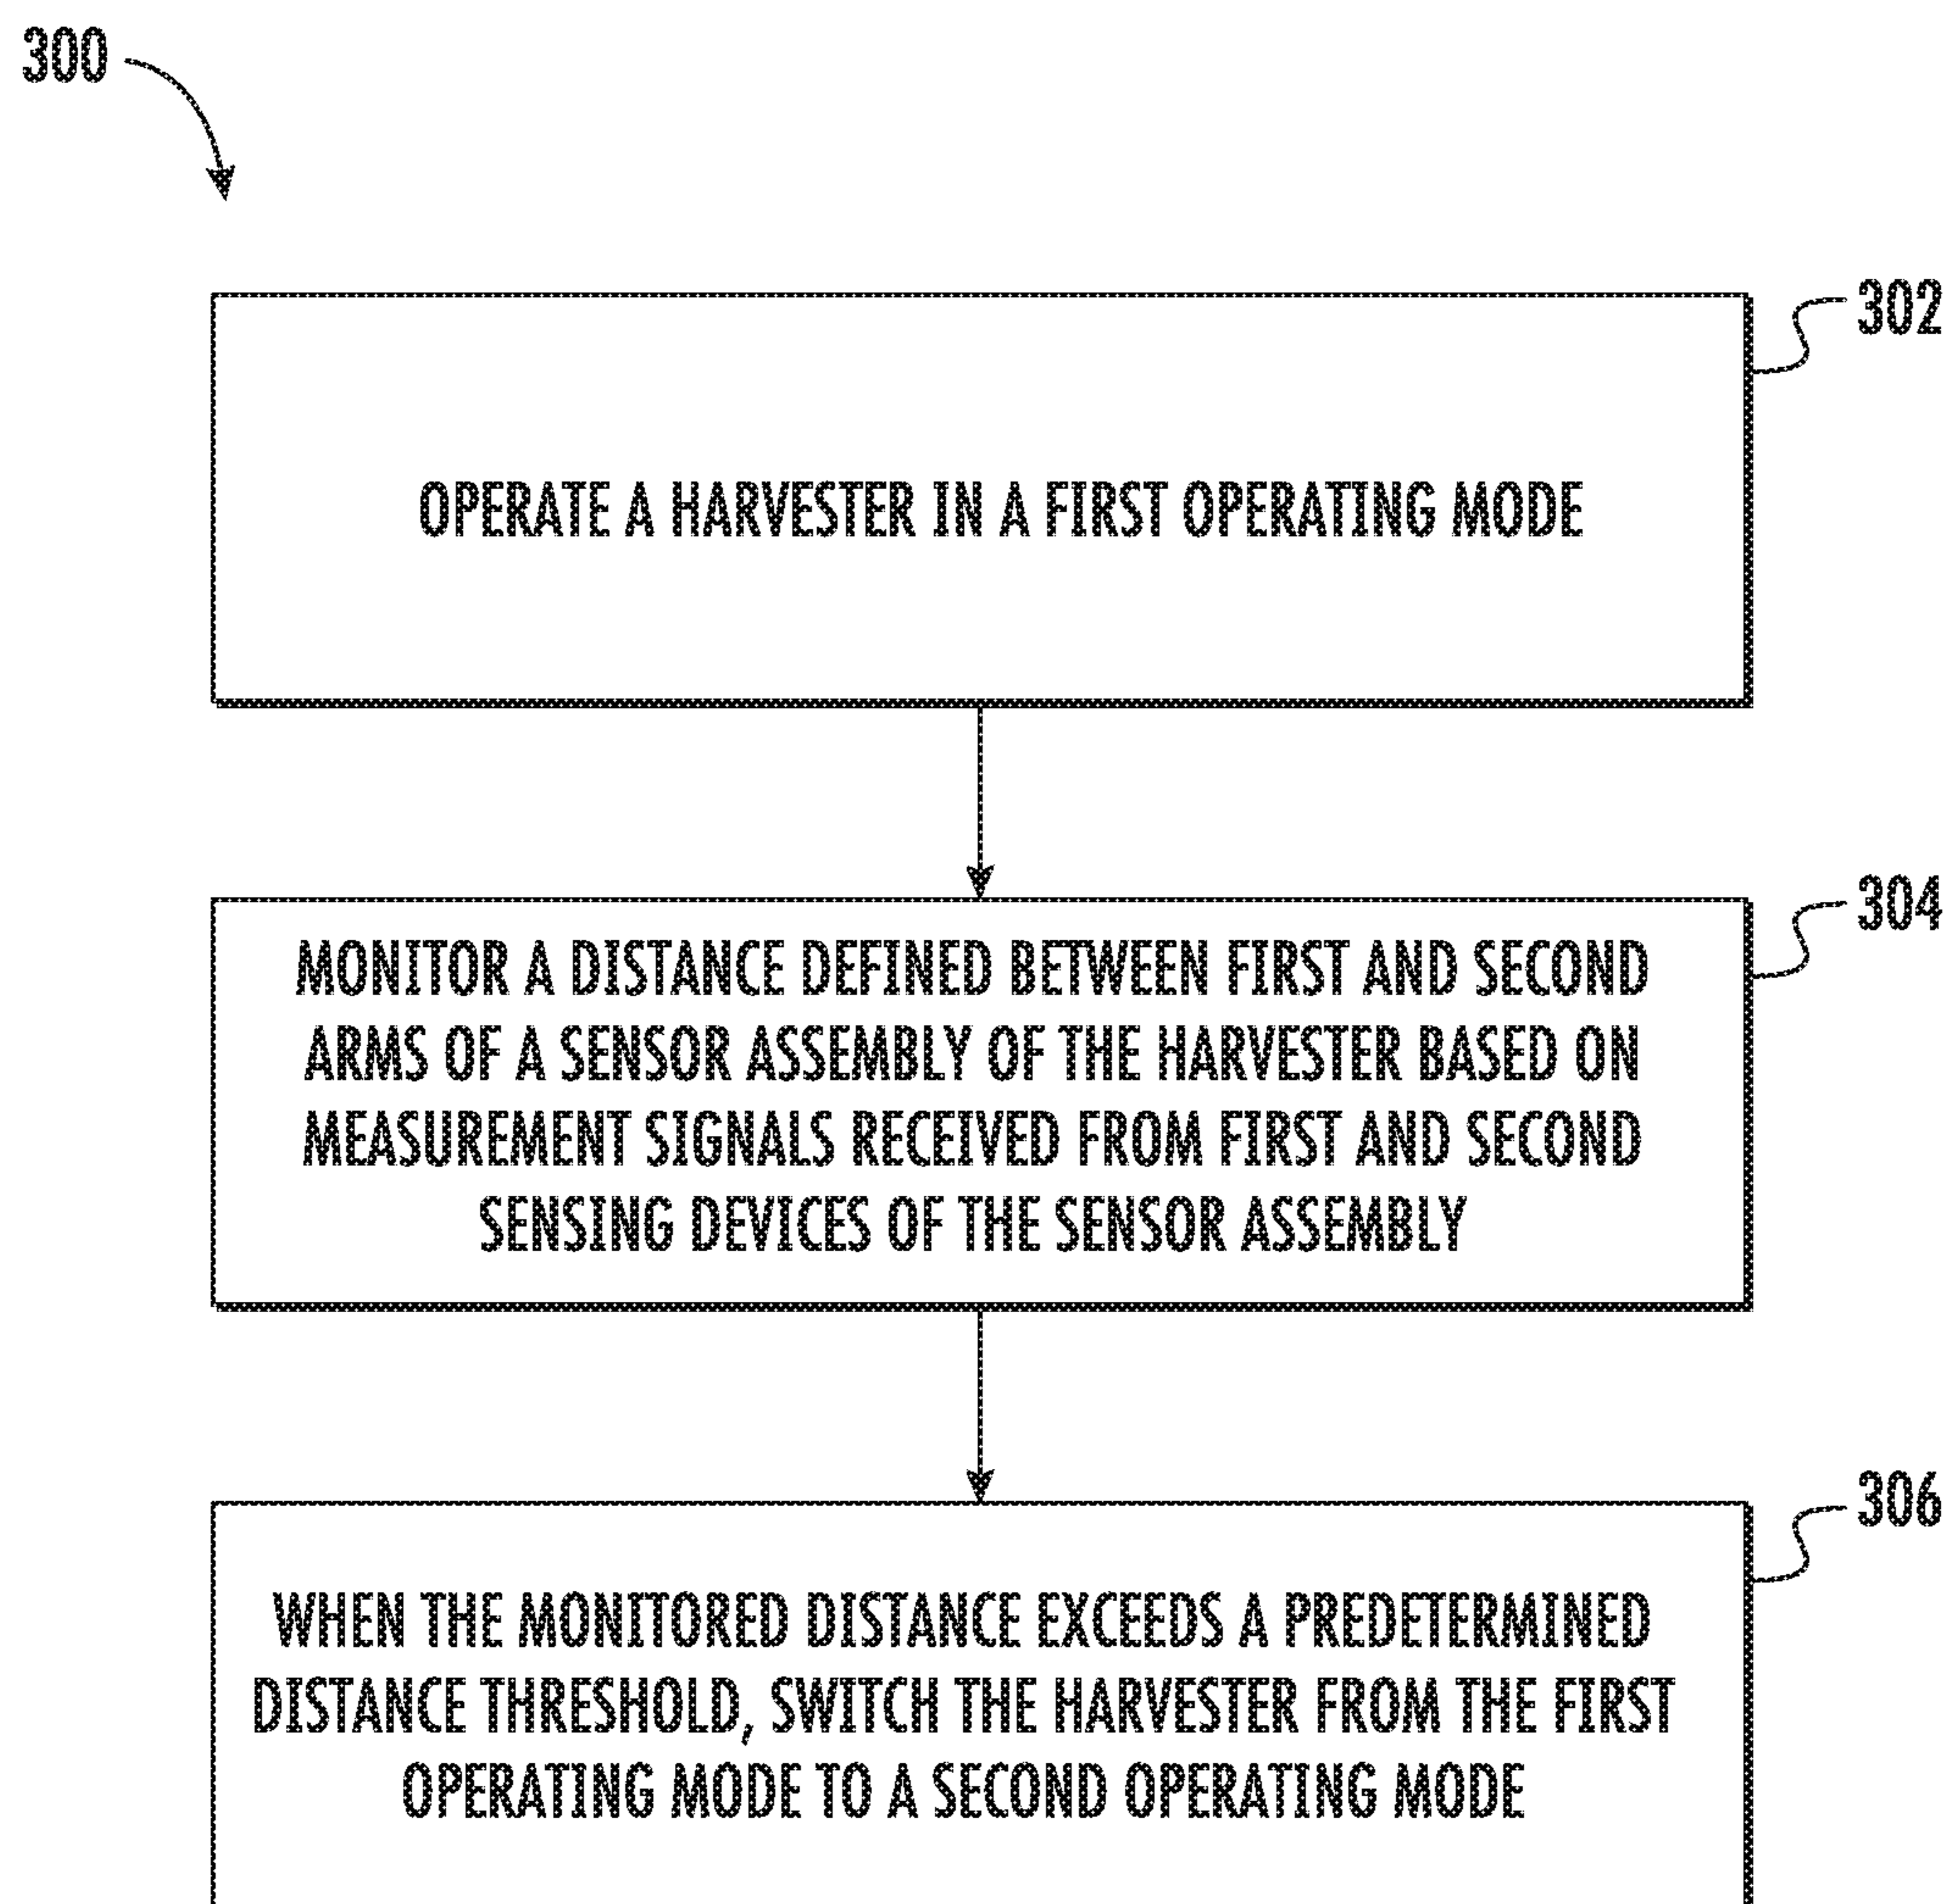 300
302
OPERATE A HARVESTER IN A FIRST OPERATING MODE
304
MONITOR A DISTANCE DEFINED BETWEEN FIRST AND SECOND
ARMS OF A SENSOR ASSEMBLY OF THE HARVESTER BASED ON
MEASUREMENT SIGNALS RECEIVED FROM FIRST AND SECOND
SENSING DEVICES OF THE SENSOR ASSEMBLY
306
WHEN THE MONITORED DISTANCE EXCEEDS A PREDETERMINED
DISTANCE THRESHOLD, SWITCH THE HARVESTER FROM THE FIRST
OPERATING MODE TO A SECOND OPERATING MODE